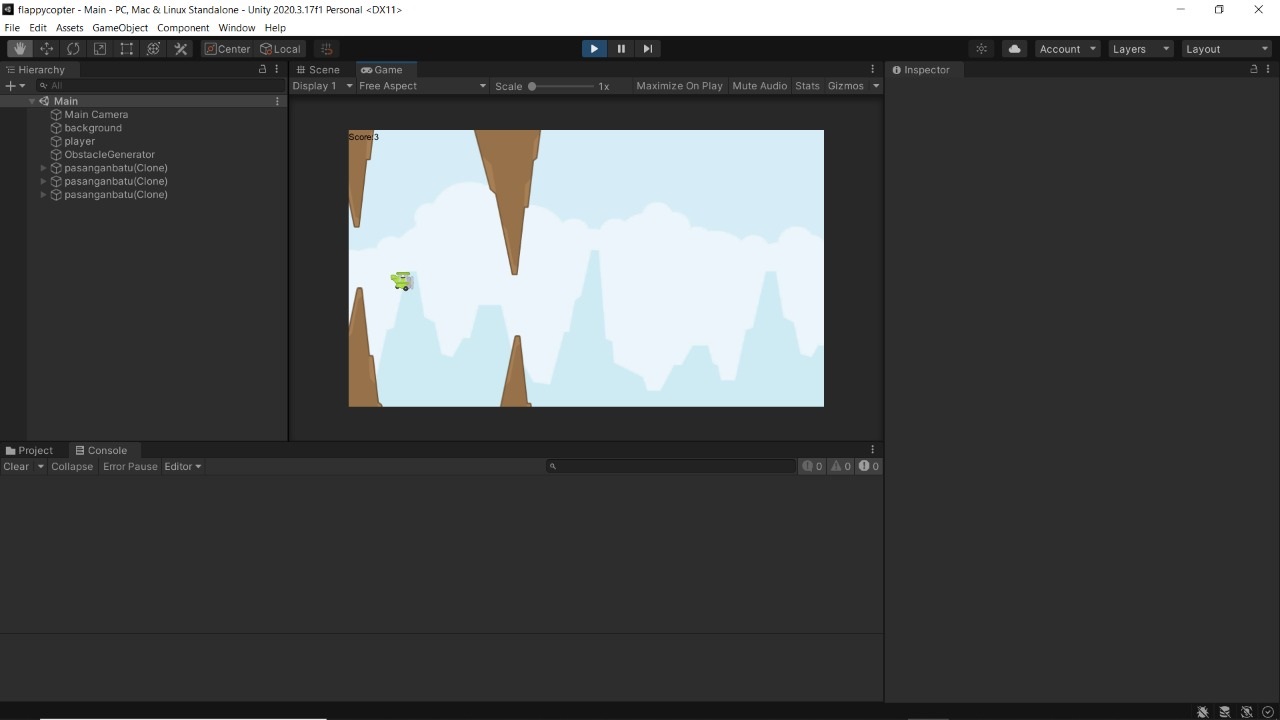 flappycopter - Main - PC, Mac & Linux Standalone - Unity 2020.3.17f1 Personal <DX11>
File Edit Assets GameObject Component Window Help
Center Local Account Layers Layout
Hierarchy
Scene Game
Inspector
All
Display 1 Free Aspect Scale 1x Maximize On Play Mute Audio Stats Gizmos
Main
Main Camera
background
player
ObstacleGenerator
pasanganbatu(Clone)
pasanganbatu(Clone)
pasanganbatu(Clone)
Score:3
Project Console
Clear Collapse Error Pause Editor 0 0 0